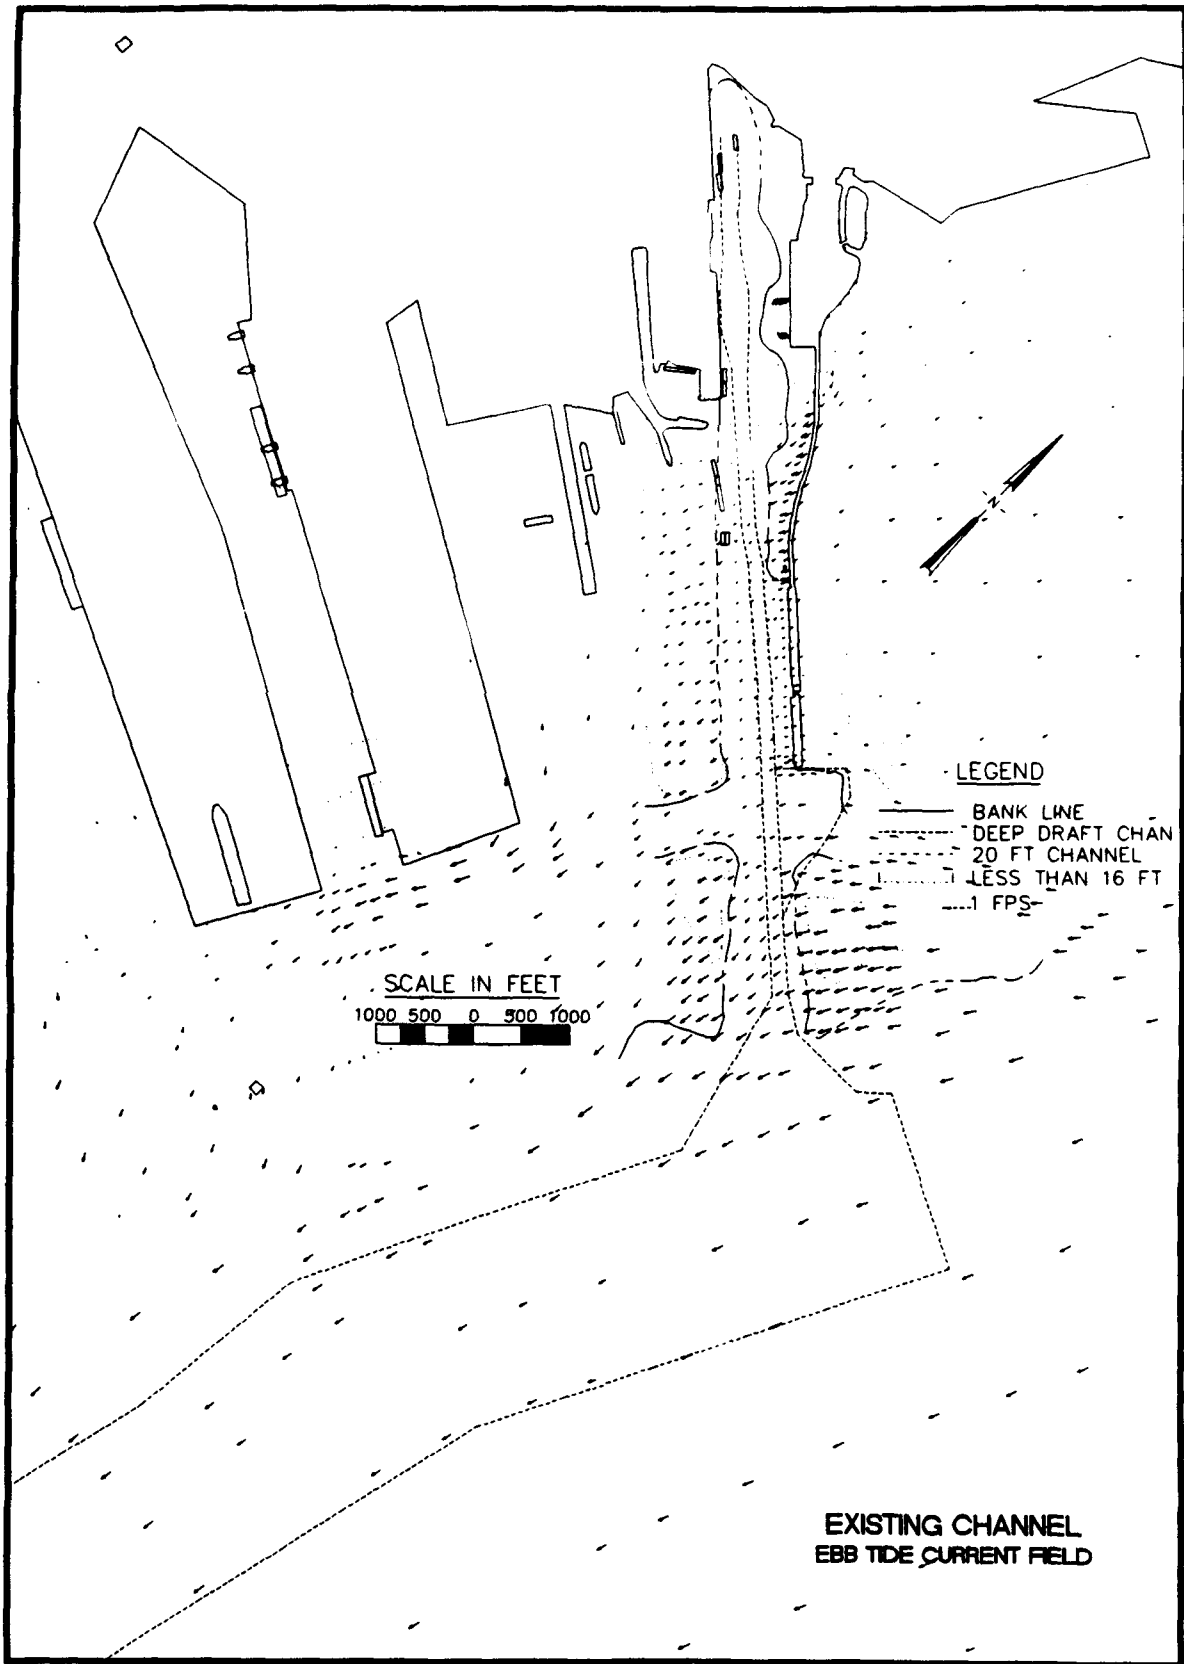 N
LEGEND
BANK LINE
DEEP DRAFT CHAN
20 FT CHANNEL
LESS THAN 16 FT
1 FPS
SCALE IN FEET
1000 500 0 500 1000
EXISTING CHANNEL
EBB TIDE CURRENT FIELD